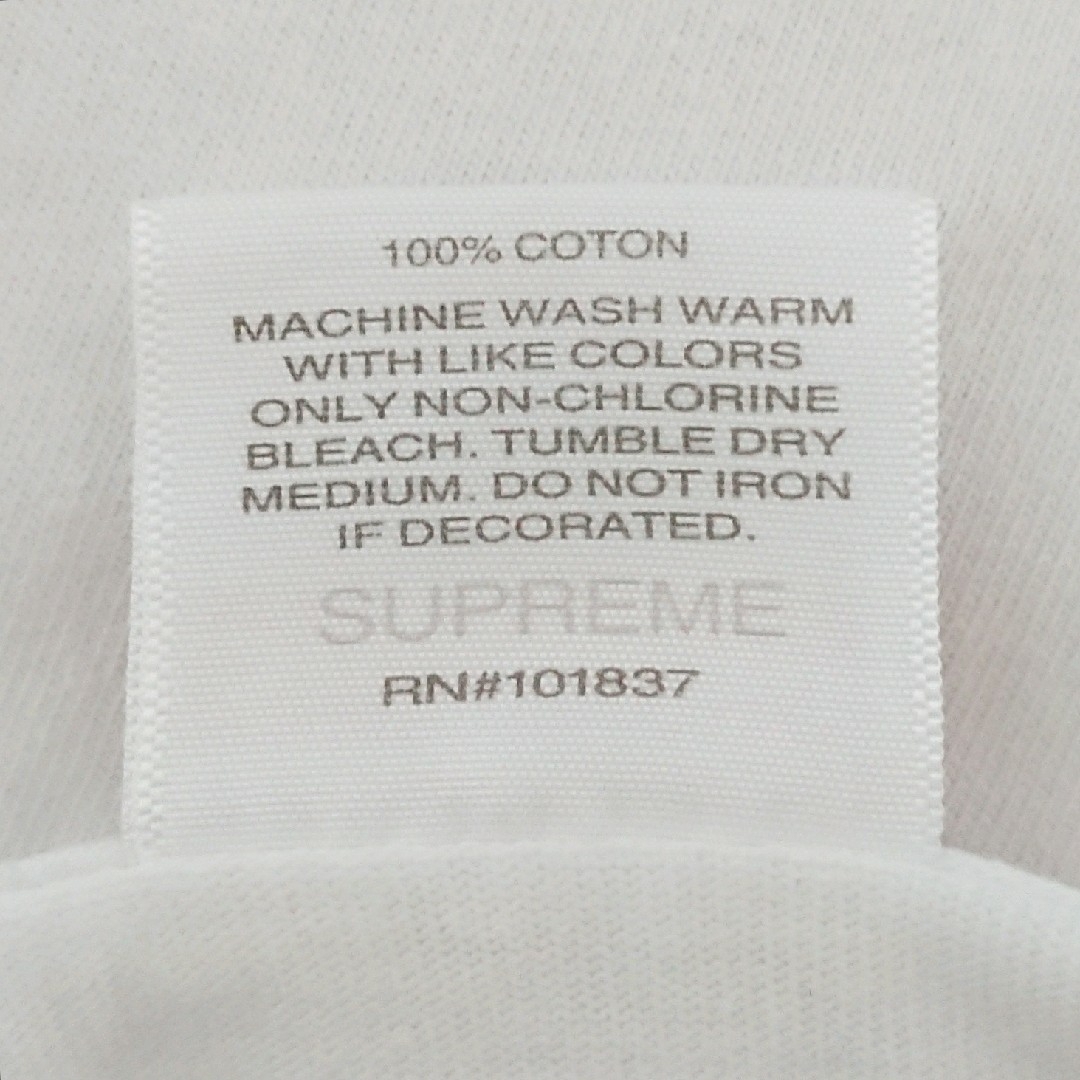 100% COTON
MACHINE WASH WARM
WITH LIKE COLORS
ONLY NON-CHLORINE
BLEACH. TUMBLE DRY
MEDIUM. DO NOT IRON
IF DECORATED.
SUPREME
RN#101837